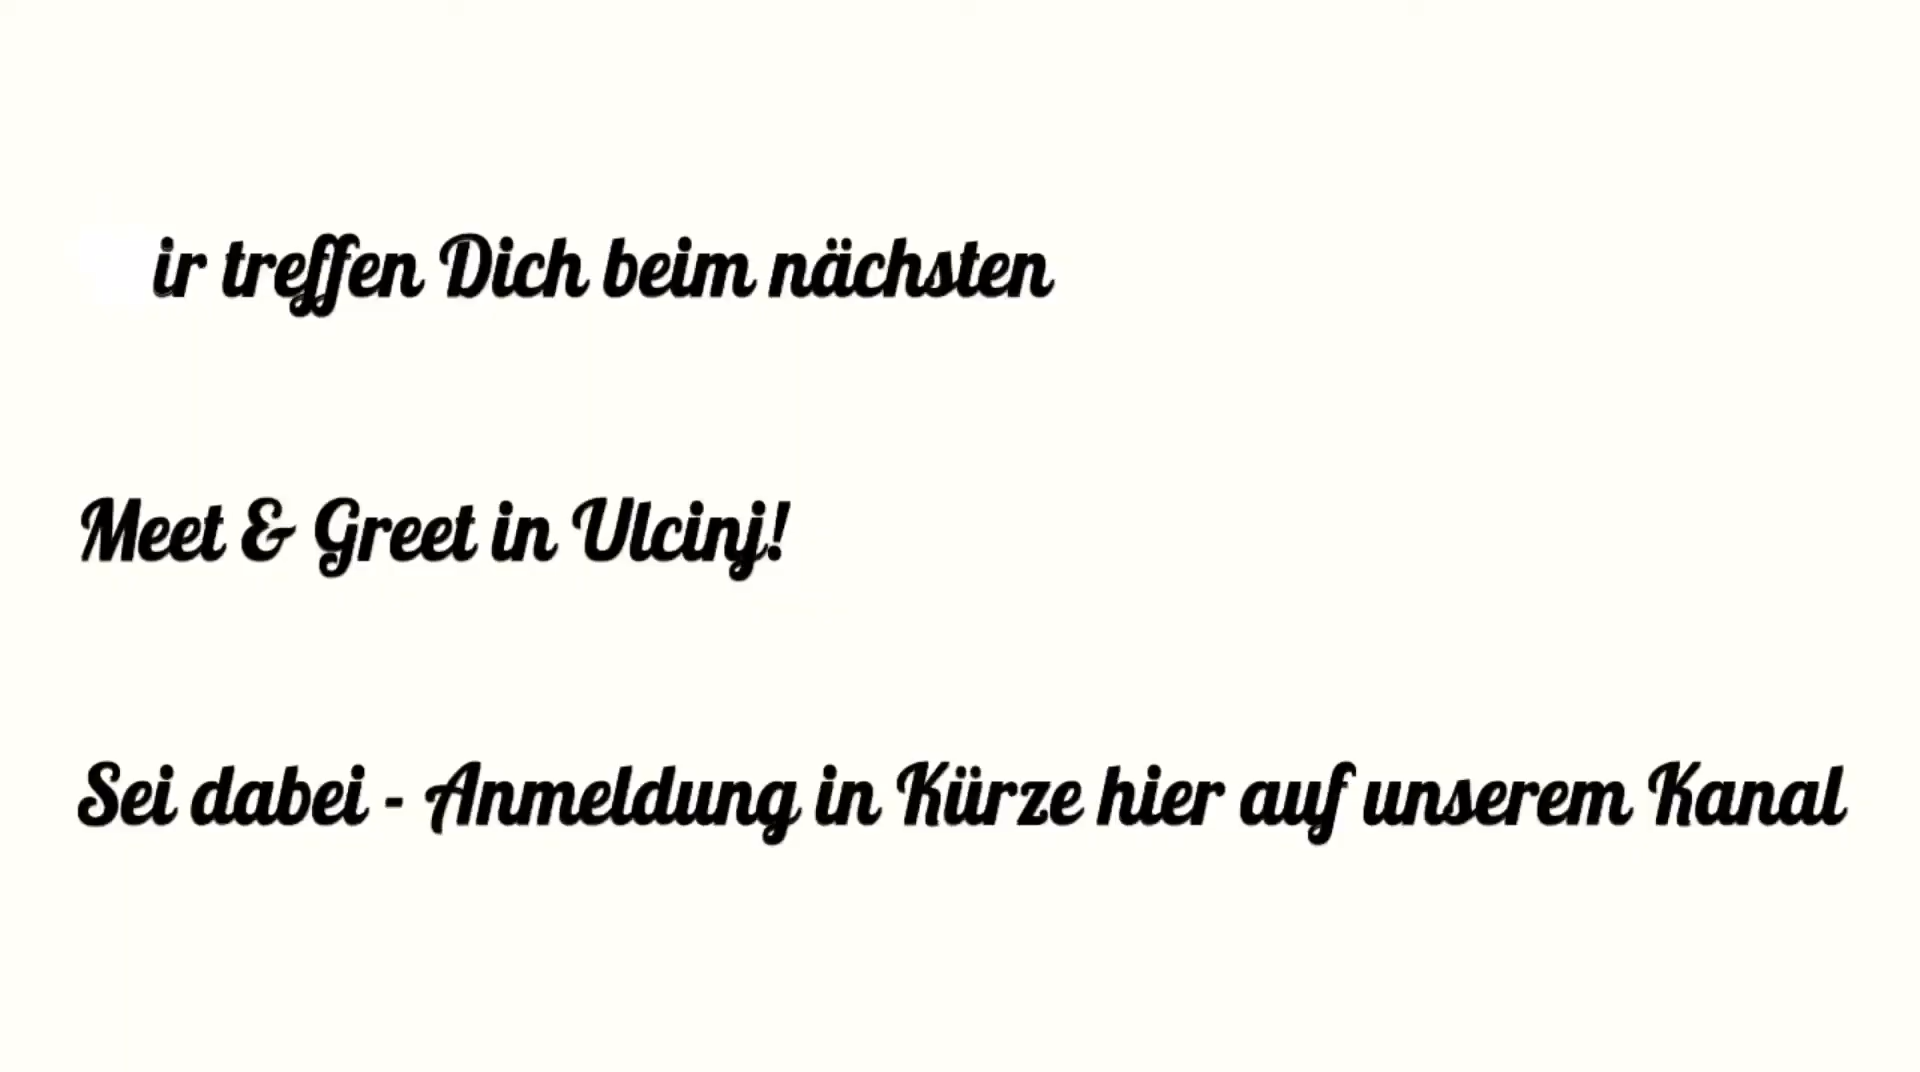 ir treffen Dich beim nächsten
Meet & Greet in Ulcinj!
Sei dabei - Anmeldung in Kürze hier auf unserem Kanal